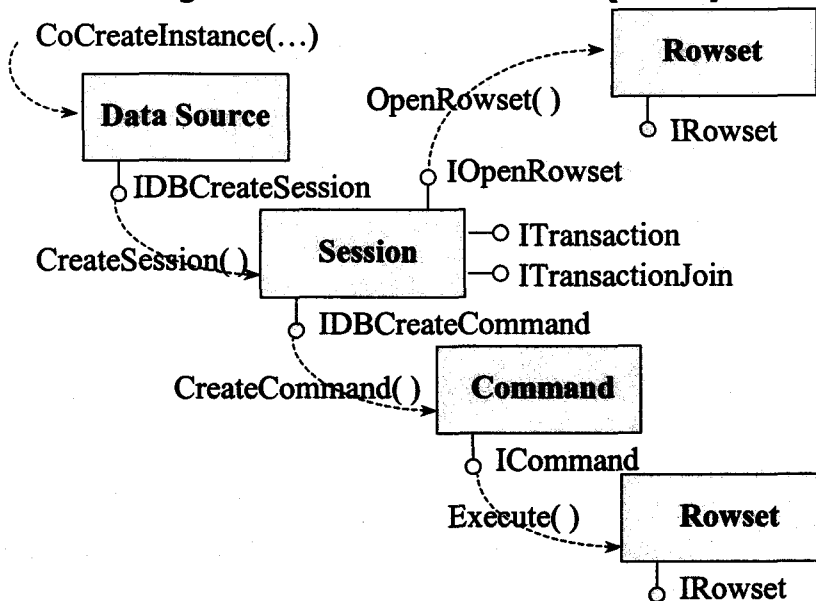 CoCreateInstance(…)
Rowset
Data Source
OpenRowset( )
IRowset
IDBCreateSession
IOpenRowset
CreateSession( )
Session
ITransaction
ITransactionJoin
IDBCreateCommand
CreateCommand( )
Command
ICommand
Execute( )
Rowset
IRowset